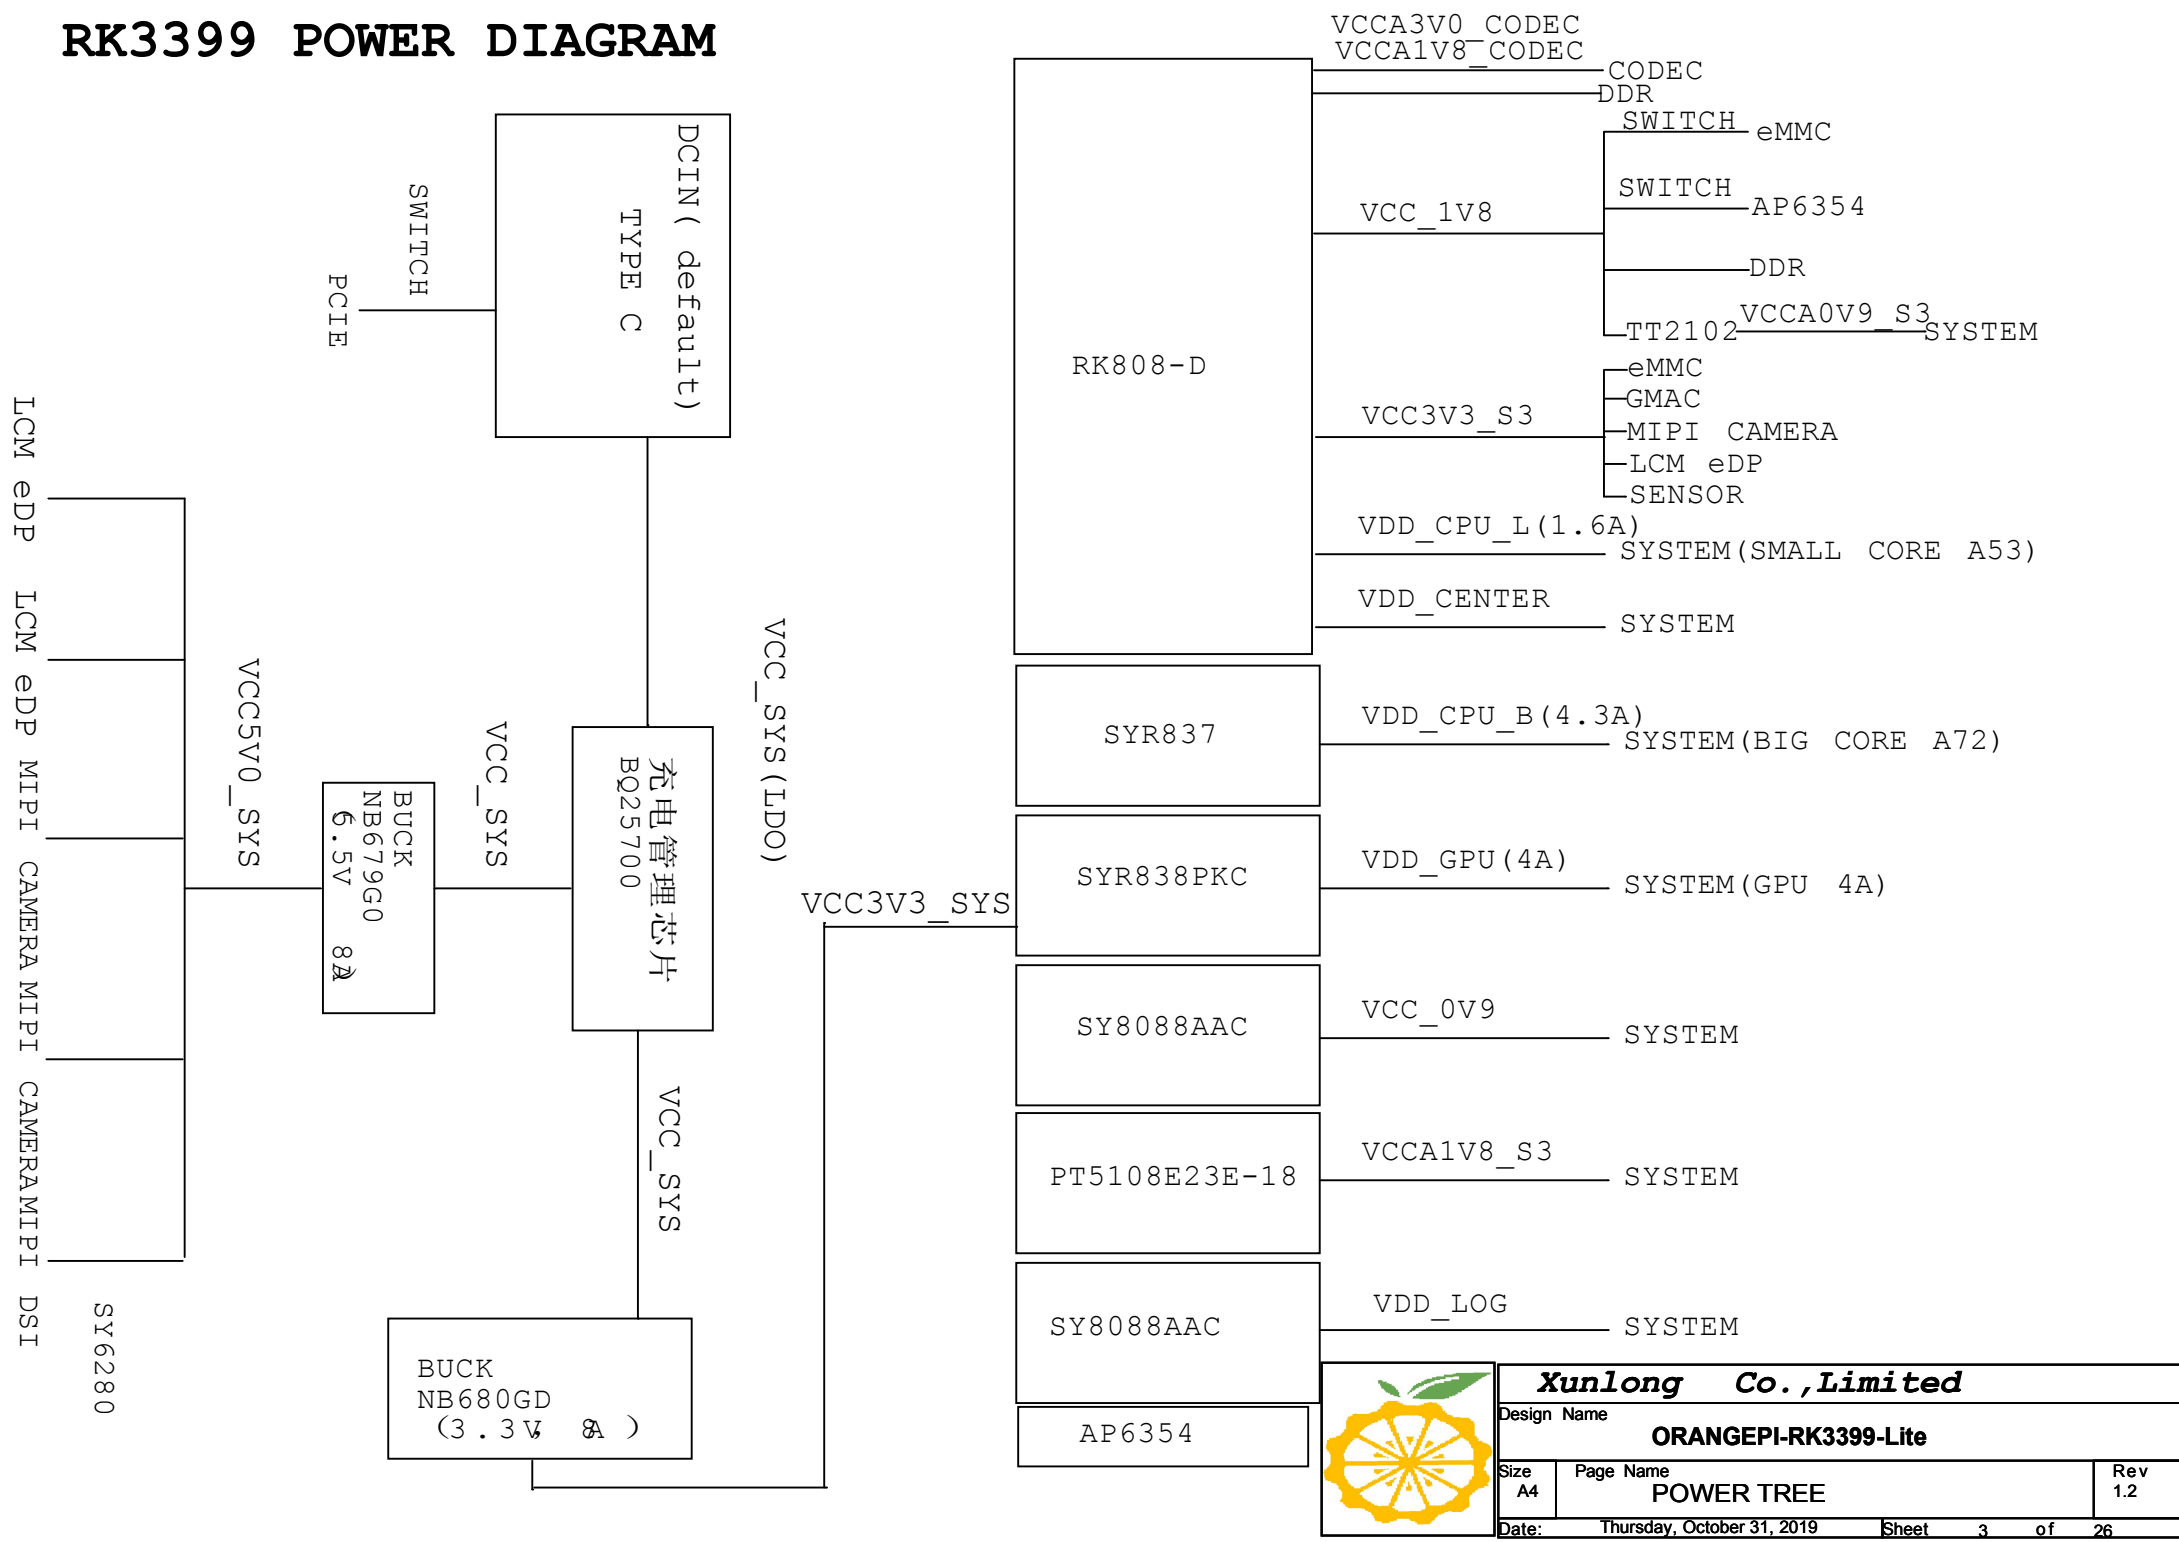 RK3399 POWER DIAGRAM
DCIN( default)
TYPE C
SWITCH
PCIE
LCM eDP
LCM eDP
MIPI CAMERA
MIPI CAMERA
MIPI DSI
SY6280
VCC5V0_SYS
BUCK
NB679G0
VCC_SYS
充电管理芯片
BQ25700
VCC_SYS(LDO)
VCC_SYS
BUCK
NB680GD
VCC3V3_SYS
RK808-D
VCCA3V0_CODEC
VCCA1V8_CODEC
CODEC
DDR
VCC_1V8
SWITCH
eMMC
SWITCH
AP6354
DDR
TT2102
VCCA0V9_S3
SYSTEM
VCC3V3_S3
eMMC
GMAC
MIPI CAMERA
LCM eDP
SENSOR
VDD_CPU_L(1.6A)
SYSTEM(SMALL CORE A53)
VDD_CENTER
SYSTEM
SYR837
VDD_CPU_B(4.3A)
SYSTEM(BIG CORE A72)
SYR838PKC
VDD_GPU(4A)
SYSTEM(GPU 4A)
SY8088AAC
VCC_0V9
SYSTEM
PT5108E23E-18
VCCA1V8_S3
SYSTEM
SY8088AAC
VDD_LOG
SYSTEM
AP6354
Xunlong Co.,Limited
Design Name
ORANGEPI-RK3399-Lite
Size
A4
Page Name
POWER TREE
Rev
1.2
Date: Thursday, October 31, 2019 Sheet 3 of 26